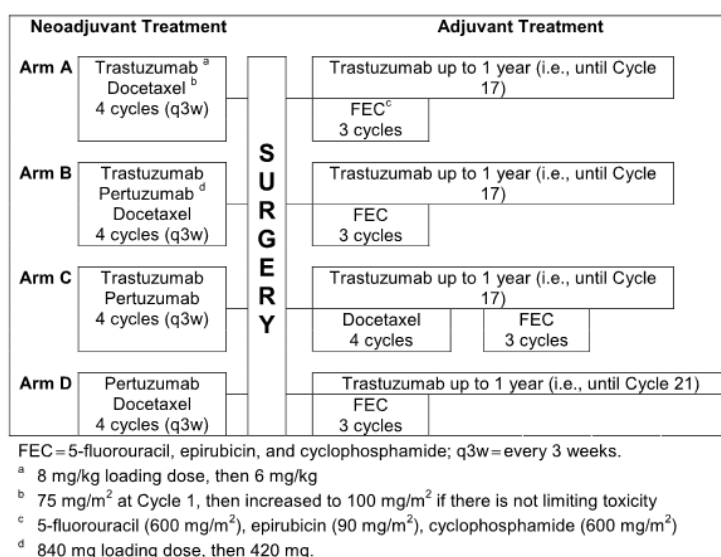 Neoadjuvant Treatment Adjuvant Treatment
Arm A
Trastuzumab ᵃ
Docetaxel ᵇ
4 cycles (q3w)
SURGERY
Trastuzumab up to 1 year (i.e., until Cycle
17)
FECᶜ
3 cycles
Arm B
Trastuzumab
Pertuzumab ᵈ
Docetaxel
4 cycles (q3w)
Trastuzumab up to 1 year (i.e., until Cycle
17)
FEC
3 cycles
Arm C
Trastuzumab
Pertuzumab
4 cycles (q3w)
Trastuzumab up to 1 year (i.e., until Cycle
17)
Docetaxel
4 cycles
FEC
3 cycles
Arm D
Pertuzumab
Docetaxel
4 cycles (q3w)
Trastuzumab up to 1 year (i.e., until Cycle 21)
FEC
3 cycles
FEC=5-fluorouracil, epirubicin, and cyclophosphamide; q3w=every 3 weeks.
ᵃ 8 mg/kg loading dose, then 6 mg/kg
ᵇ 75 mg/m² at Cycle 1, then increased to 100 mg/m² if there is not limiting toxicity
ᶜ 5-fluorouracil (600 mg/m²), epirubicin (90 mg/m²), cyclophosphamide (600 mg/m²)
ᵈ 840 mg loading dose, then 420 mg.